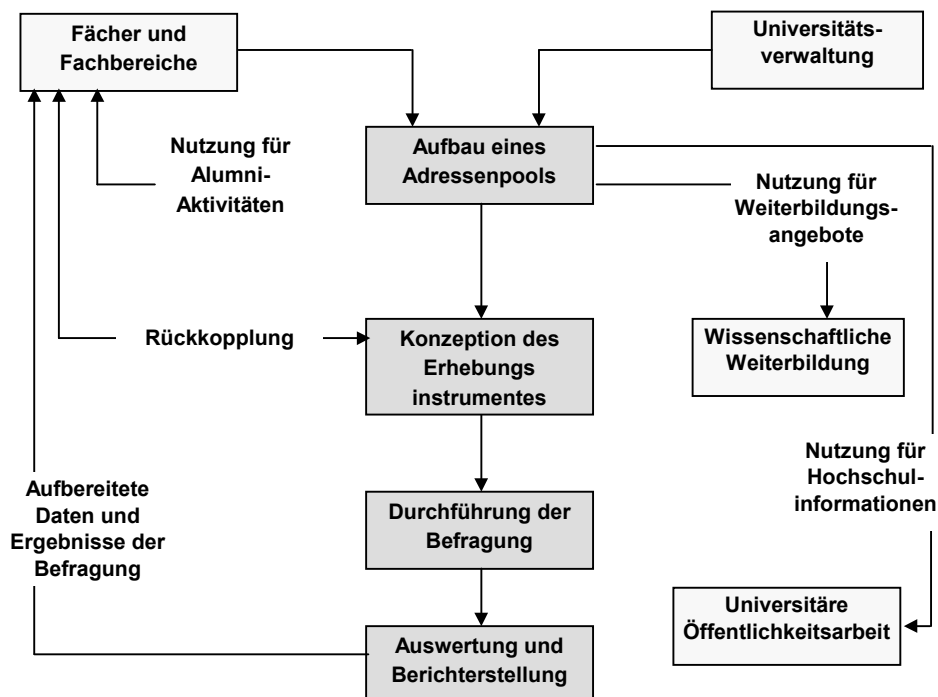 Fächer und
Fachbereiche
Universitäts-
verwaltung
Nutzung für
Alumni-
Aktivitäten
Aufbau eines
Adressenpools
Nutzung für
Weiterbildungs-
angebote
Rückkopplung
Konzeption des
Erhebungs
instrumentes
Wissenschaftliche
Weiterbildung
Nutzung für
Hochschul-
informationen
Aufbereitete
Daten und
Ergebnisse der
Befragung
Durchführung der
Befragung
Universitäre
Öffentlichkeitsarbeit
Auswertung und
Berichterstellung